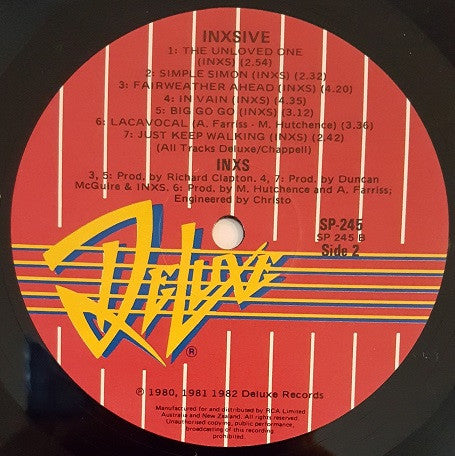 INXSIVE
1: THE UNLOVED ONE
(INXS) (2.54)
2: SIMPLE SIMON (INXS) (2.32)
3: FAIRWEATHER AHEAD (INXS) (4.20)
4: IN VAIN (INXS) (4.35)
5: BIG GO GO (INXS) (3.12)
6: LACAVOCAL (A. Farriss - M. Hutchence) (3.36)
7: JUST KEEP WALKING (INXS) (2.42)
(All Tracks Deluxe/Chappell)
INXS
3, 5: Prod. by Richard Clapton. 4, 7: Prod. by Duncan
McGuire & INXS. 6: Prod. by M. Hutchence and A. Farriss;
Engineered by Christo
SP-245
SP 245 B
Side 2
Deluxe
®
℗ 1980, 1981 1982 Deluxe Records
Manufactured for and distributed by RCA Limited
Australia and New Zealand. All rights reserved.
Unauthorised copying, public performance,
broadcasting of this recording
prohibited.